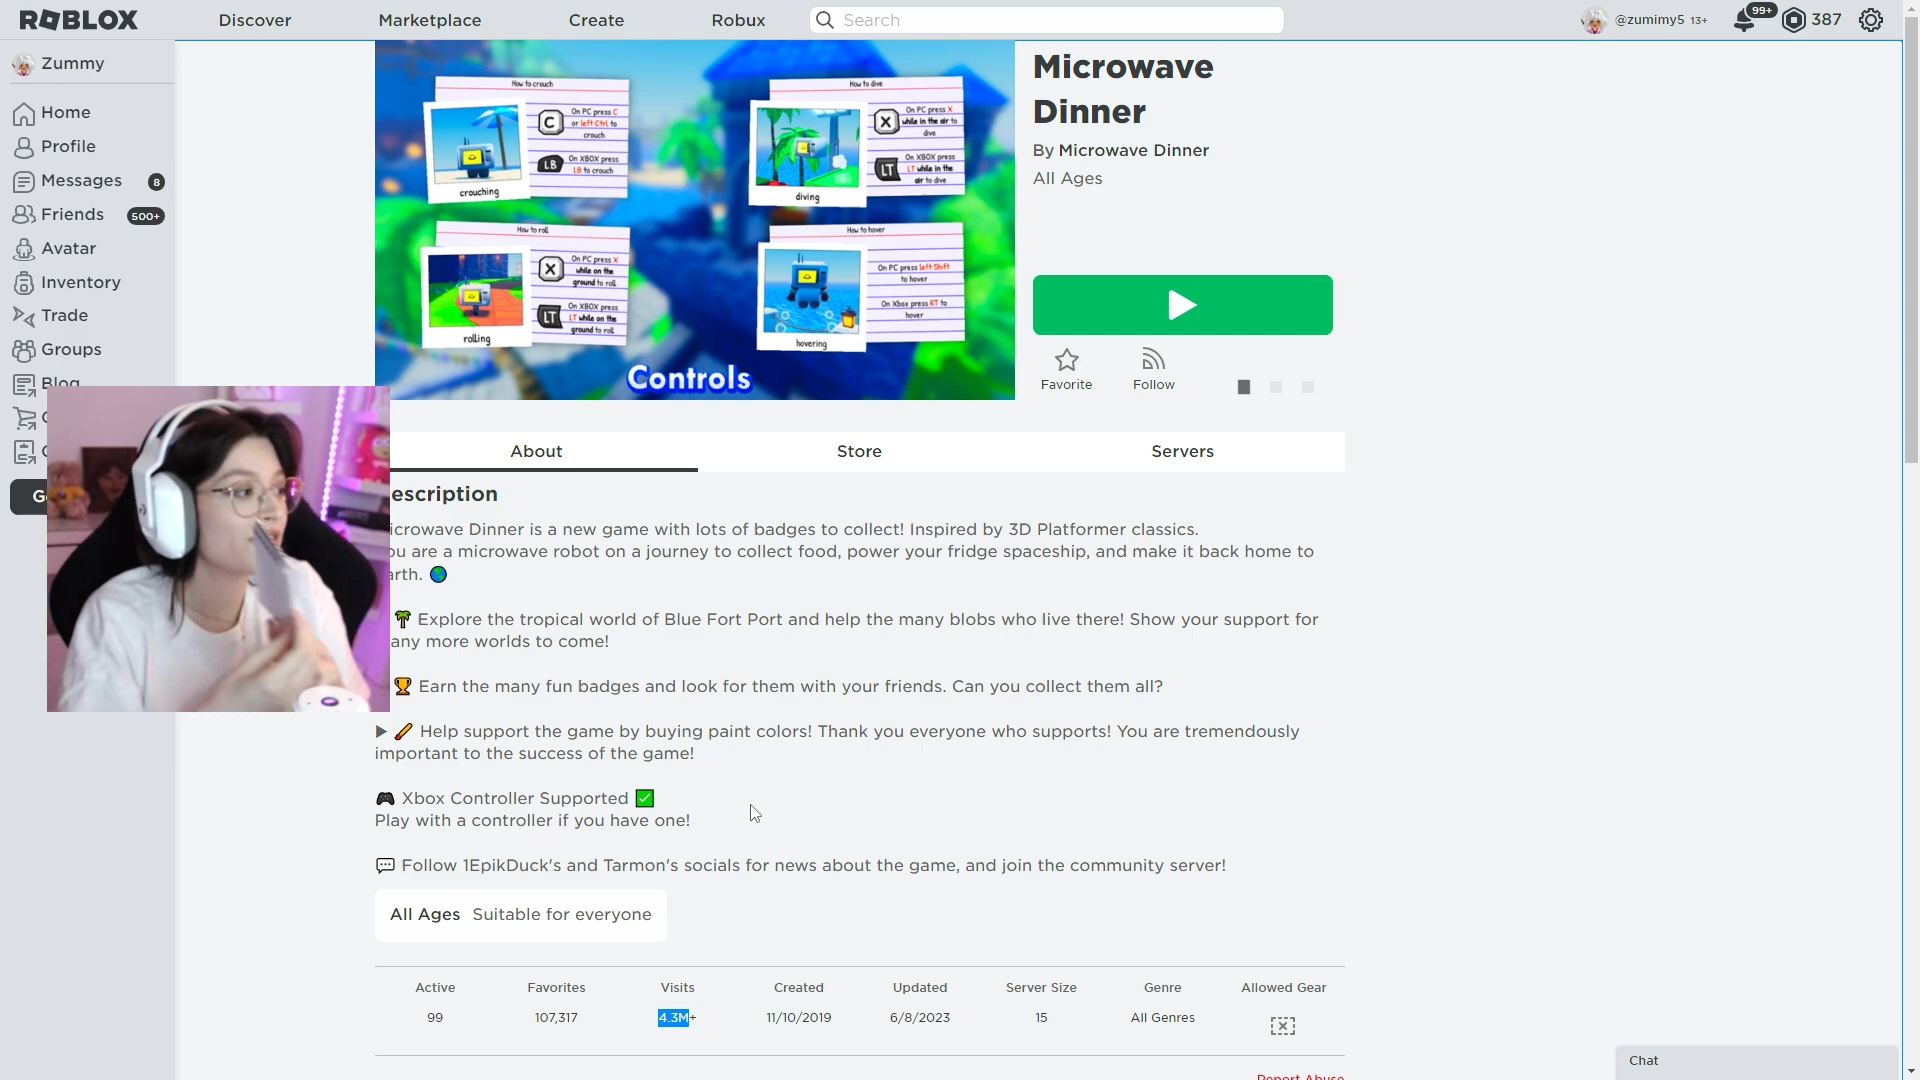 ROBLOX
Discover
Marketplace
Create
Robux
Search
@zumimy5 13+
99+
387
Zummy
Home
Profile
Messages 8
Friends 500+
Avatar
Inventory
Trade
Groups
Blog
How to crouch
C
On PC press C
or left Ctrl to
crouch
LB
On XBOX press
LB to crouch
crouching
How to dive
X
On PC press X
while in the air to
dive
LT
On XBOX press
LT while in the
air to dive
diving
How to roll
X
On PC press X
while on the
ground to roll
LT
On XBOX press
LT while on the
ground to roll
rolling
How to hover
On PC press left Shift
to hover
On Xbox press RT to
hover
hovering
Controls
Microwave
Dinner
By Microwave Dinner
All Ages
Favorite
Follow
About
Store
Servers
escription
icrowave Dinner is a new game with lots of badges to collect! Inspired by 3D Platformer classics.
ou are a microwave robot on a journey to collect food, power your fridge spaceship, and make it back home to
arth. 🌎
🌴 Explore the tropical world of Blue Fort Port and help the many blobs who live there! Show your support for
any more worlds to come!
🏆 Earn the many fun badges and look for them with your friends. Can you collect them all?
▶ 🖌️ Help support the game by buying paint colors! Thank you everyone who supports! You are tremendously
important to the success of the game!
🎮 Xbox Controller Supported ✅
Play with a controller if you have one!
💬 Follow 1EpikDuck's and Tarmon's socials for news about the game, and join the community server!
All Ages Suitable for everyone
Active Favorites Visits Created Updated Server Size Genre Allowed Gear
99 107,317 4.3M+ 11/10/2019 6/8/2023 15 All Genres
Report Abuse
Chat